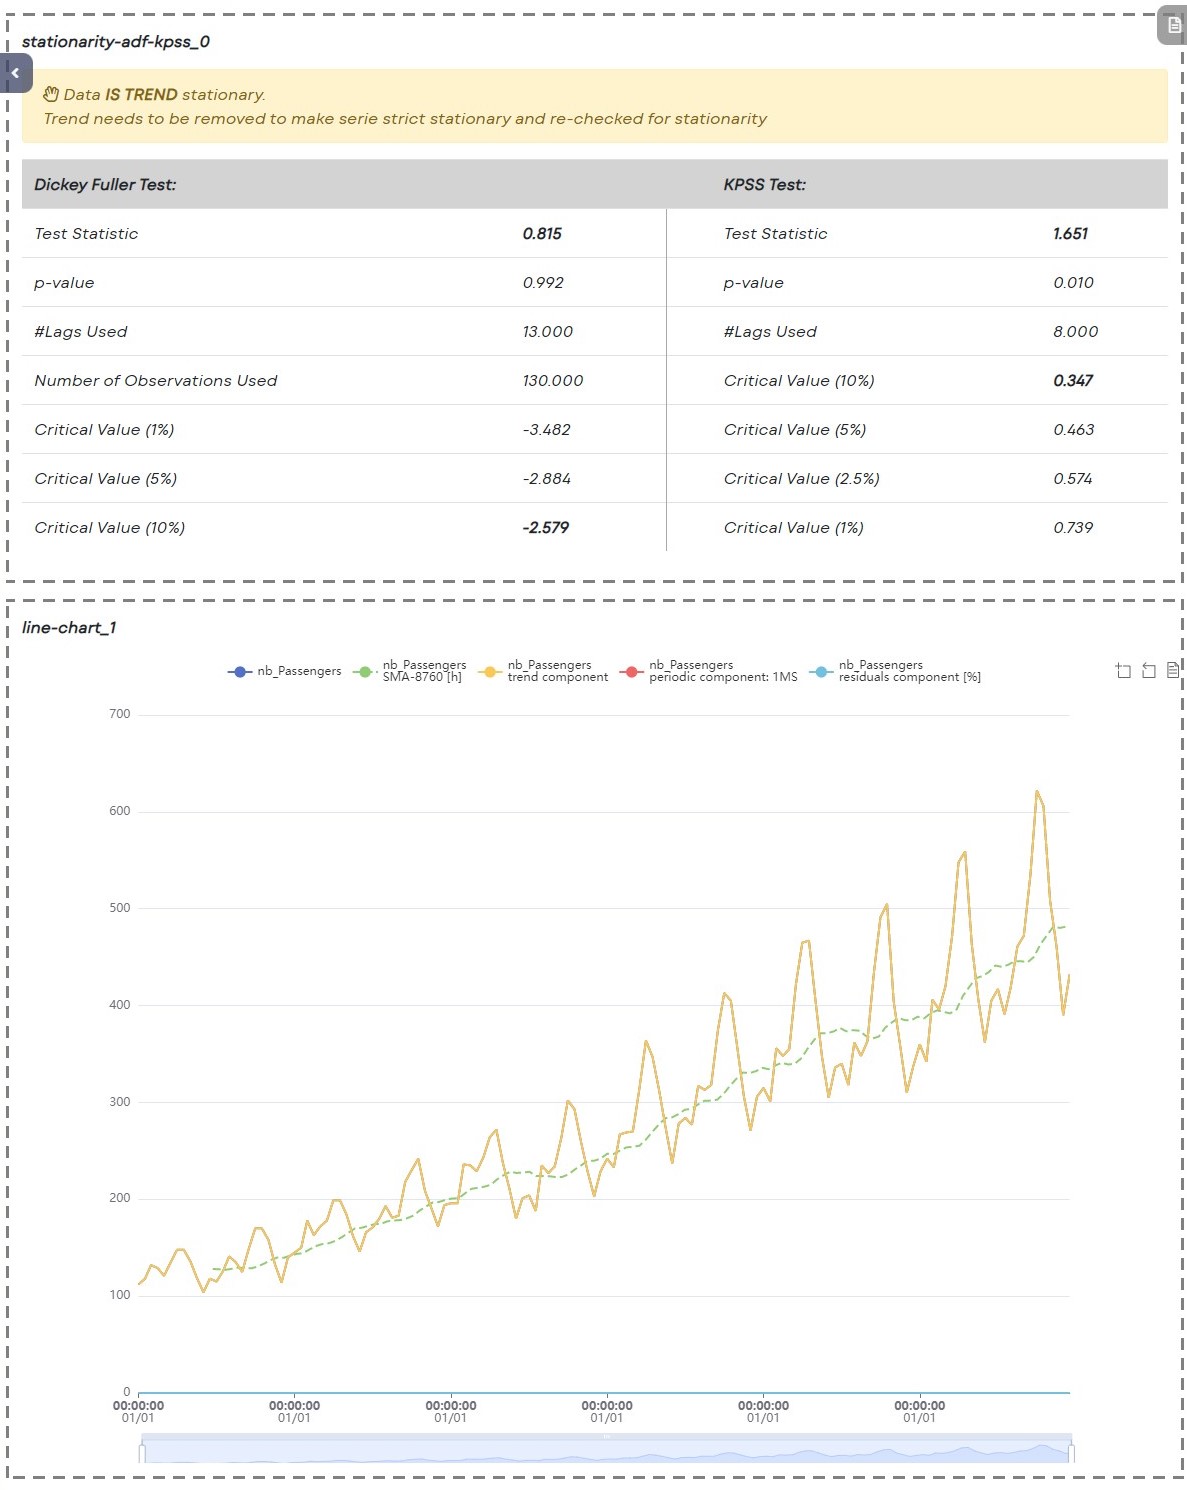 stationarity-adf-kpss_0
Data IS TREND stationary.
Trend needs to be removed to make serie strict stationary and re-checked for stationarity
Dickey Fuller Test: KPSS Test:
Test Statistic 0.815 Test Statistic 1.651
p-value 0.992 p-value 0.010
#Lags Used 13.000 #Lags Used 8.000
Number of Observations Used 130.000 Critical Value (10%) 0.347
Critical Value (1%) -3.482 Critical Value (5%) 0.463
Critical Value (5%) -2.884 Critical Value (2.5%) 0.574
Critical Value (10%) -2.579 Critical Value (1%) 0.739
line-chart_1
nb_Passengers
nb_Passengers
SMA-8760 [h]
nb_Passengers
trend component
nb_Passengers
periodic component: 1MS
nb_Passengers
residuals component [%]
700
600
500
400
300
200
100
0
00:00:00 00:00:00 00:00:00 00:00:00 00:00:00 00:00:00
01/01 01/01 01/01 01/01 01/01 01/01